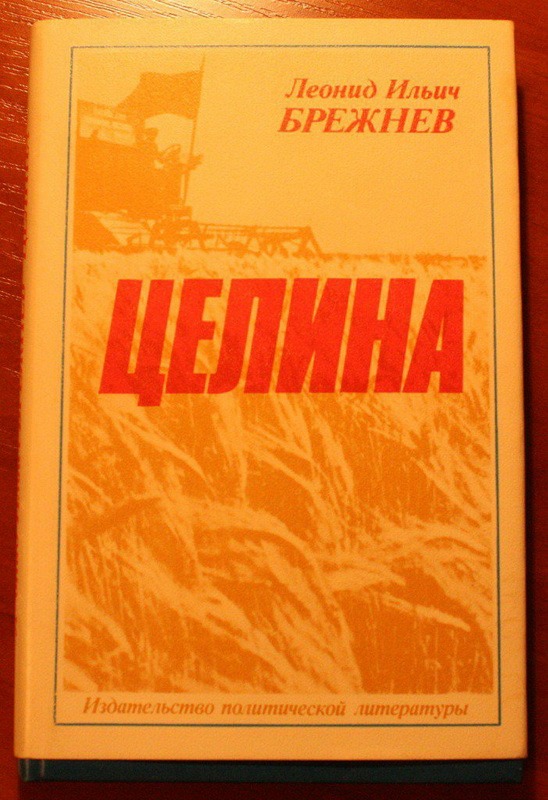 Леонид Ильич
БРЕЖНЕВ
ЦЕЛИНА
Издательство политической литературы